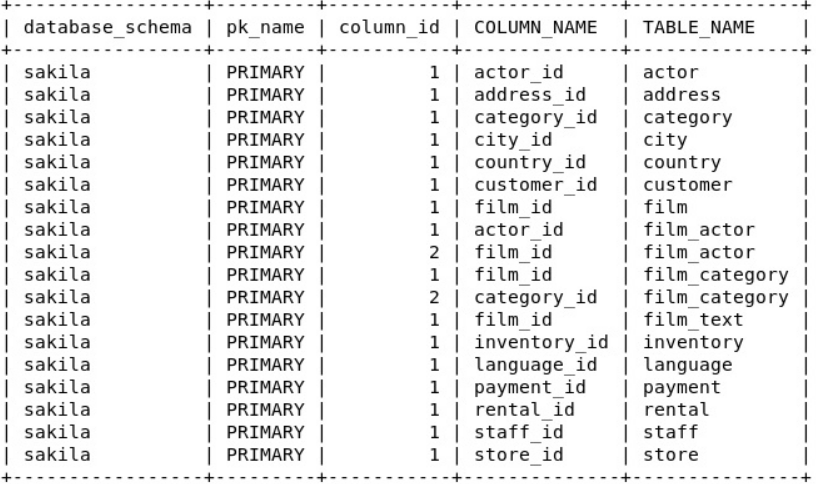 +-----------------+---------+-----------+--------------+---------------+
| database_schema | pk_name | column_id | COLUMN_NAME  | TABLE_NAME    |
+-----------------+---------+-----------+--------------+---------------+
| sakila          | PRIMARY |         1 | actor_id     | actor         |
| sakila          | PRIMARY |         1 | address_id   | address       |
| sakila          | PRIMARY |         1 | category_id  | category      |
| sakila          | PRIMARY |         1 | city_id      | city          |
| sakila          | PRIMARY |         1 | country_id   | country       |
| sakila          | PRIMARY |         1 | customer_id  | customer      |
| sakila          | PRIMARY |         1 | film_id      | film          |
| sakila          | PRIMARY |         1 | actor_id     | film_actor    |
| sakila          | PRIMARY |         2 | film_id      | film_actor    |
| sakila          | PRIMARY |         1 | film_id      | film_category |
| sakila          | PRIMARY |         2 | category_id  | film_category |
| sakila          | PRIMARY |         1 | film_id      | film_text     |
| sakila          | PRIMARY |         1 | inventory_id | inventory     |
| sakila          | PRIMARY |         1 | language_id  | language      |
| sakila          | PRIMARY |         1 | payment_id   | payment       |
| sakila          | PRIMARY |         1 | rental_id    | rental        |
| sakila          | PRIMARY |         1 | staff_id     | staff         |
| sakila          | PRIMARY |         1 | store_id     | store         |
+-----------------+---------+-----------+--------------+---------------+